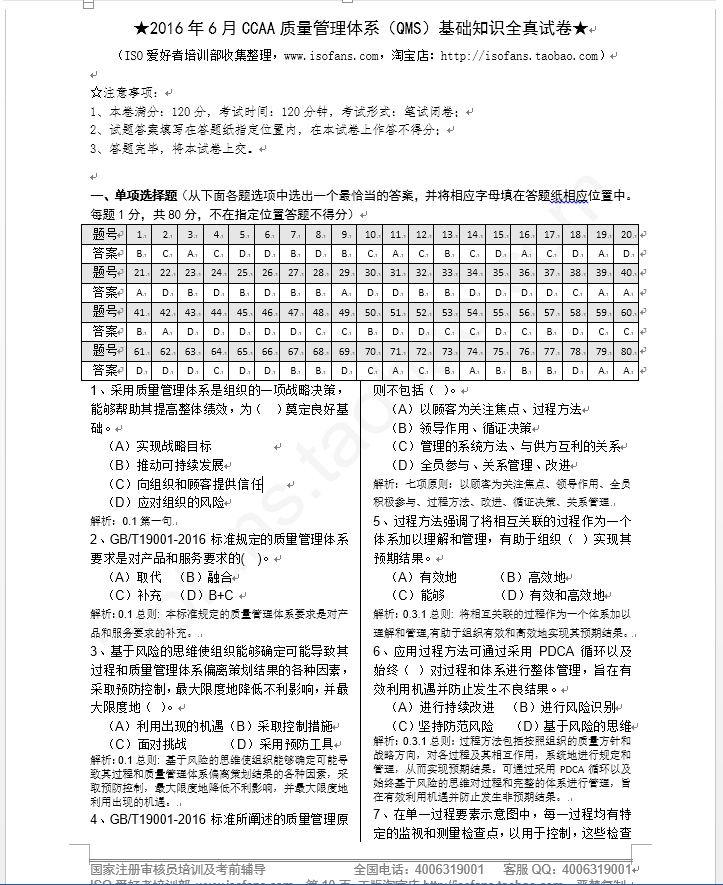 ★2016 年 6 月 CCAA 质量管理体系（QMS）基础知识全真试卷★
（ISO 爱好者培训部收集整理，www.isofans.com，淘宝店：http://isofans.taobao.com）
☆注意事项：
1、本卷满分：120 分，考试时间：120 分钟，考试形式：笔试闭卷；
2、试题答案填写在答题纸指定位置内，在本试卷上作答不得分；
3、答题完毕，将本试卷上交。
一、单项选择题（从下面各题选项中选出一个最恰当的答案，并将相应字母填在答题纸相应位置中。
每题 1 分，共 80 分，不在指定位置答题不得分）
题号 1 2 3 4 5 6 7 8 9 10 11 12 13 14 15 16 17 18 19 20
答案 B C A C D D B D B C A C B C D A C D A D
题号 21 22 23 24 25 26 27 28 29 30 31 32 33 34 35 36 37 38 39 40
答案 A D B D B D B B A D D B B D D D D C A A
题号 41 42 43 44 45 46 47 48 49 50 51 52 53 54 55 56 57 58 59 60
答案 B A D D D D D C C B D D C C D C B D C C
题号 61 62 63 64 65 66 67 68 69 70 71 72 73 74 75 76 77 78 79 80
答案 D D D C D D B B D C A C B A B B B D A A
1、采用质量管理体系是组织的一项战略决策，
能够帮助其提高整体绩效，为（ ）奠定良好基
础。
（A）实现战略目标
（B）推动可持续发展
（C）向组织和顾客提供信任
（D）应对组织的风险
解析：0.1 第一句.
2、GB/T19001-2016 标准规定的质量管理体系
要求是对产品和服务要求的( )。
（A）取代 （B）融合
（C）补充 （D）B+C
解析:0.1 总则: 本标准规定的质量管理体系要求是对产
品和服务要求的补充。.
3、基于风险的思维使组织能够确定可能导致其
过程和质量管理体系偏离策划结果的各种因素，
采取预防控制，最大限度地降低不利影响，并最
大限度地（ ）。
（A）利用出现的机遇（B）采取控制措施
（C）面对挑战 （D）采用预防工具
解析:0.1 总则: 基于风险的思维使组织能够确定可能导
致其过程和质量管理体系偏离策划结果的各种因素，采
取预防控制，最大限度地降低不利影响，并最大限度地
利用出现的机遇。.
4、GB/T19001-2016 标准所阐述的质量管理原
则不包括（ ）。
（A）以顾客为关注焦点、过程方法
（B）领导作用、循证决策
（C）管理的系统方法、与供方互利的关系
（D）全员参与、关系管理、改进
解析：七项原则：以顾客为关注焦点、领导作用、全员
积极参与、过程方法、改进、循证决策、关系管理
5、过程方法强调了将相互关联的过程作为一个
体系加以理解和管理，有助于组织（ ）实现其
预期结果。
（A）有效地 （B）高效地
（C）能够 （D）有效和高效地
解析:0.3.1 总则: 将相互关联的过程作为一个体系加以
理解和管理,有助于组织有效和高效地实现其预期结果。.
6、应用过程方法可通过采用 PDCA 循环以及
始终（ ）对过程和体系进行整体管理，旨在有
效利用机遇并防止发生不良结果。
（A）进行持续改进 （B）进行风险识别
（C）坚持防范风险 （D）基于风险的思维
解析:0.3.1 总则:过程方法包括按照组织的质量方针和
战略方向，对各过程及其相互作用，系统地进行规定和
管理，从而实现预期结果。可通过采用 PDCA 循环以及
始终基于风险的思维对过程和完整的体系进行管理，旨
在有效利用机遇并防止发生非预期结果。.
7、在单一过程要素示意图中，每一过程均有特
定的监视和测量检查点，以用于控制，这些检查
国家注册审核员培训及考前辅导 全国电话：4006319001 客服 QQ：4006319001